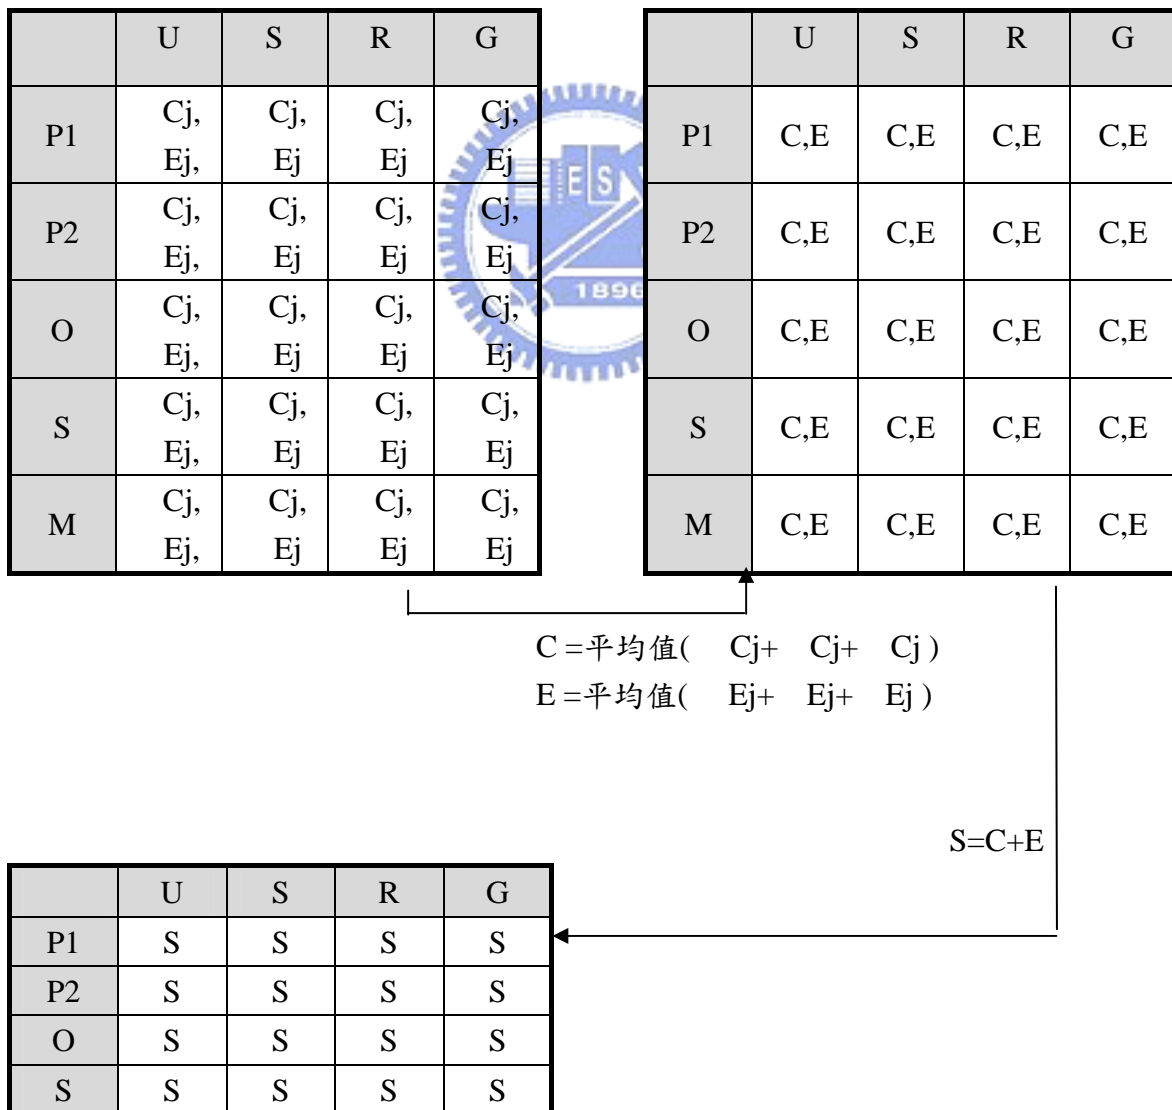 U S R G
P1 Cj, Ej, Cj, Ej Cj, Ej Cj, Ej
P2 Cj, Ej, Cj, Ej Cj, Ej Cj, Ej
O Cj, Ej, Cj, Ej Cj, Ej Cj, Ej
S Cj, Ej, Cj, Ej Cj, Ej Cj, Ej
M Cj, Ej, Cj, Ej Cj, Ej Cj, Ej
ES
1896
U S R G
P1 C,E C,E C,E C,E
P2 C,E C,E C,E C,E
O C,E C,E C,E C,E
S C,E C,E C,E C,E
M C,E C,E C,E C,E
C =平均值( Cj+ Cj+ Cj )
E =平均值( Ej+ Ej+ Ej )
S=C+E
U S R G
P1 S S S S
P2 S S S S
O S S S S
S S S S S